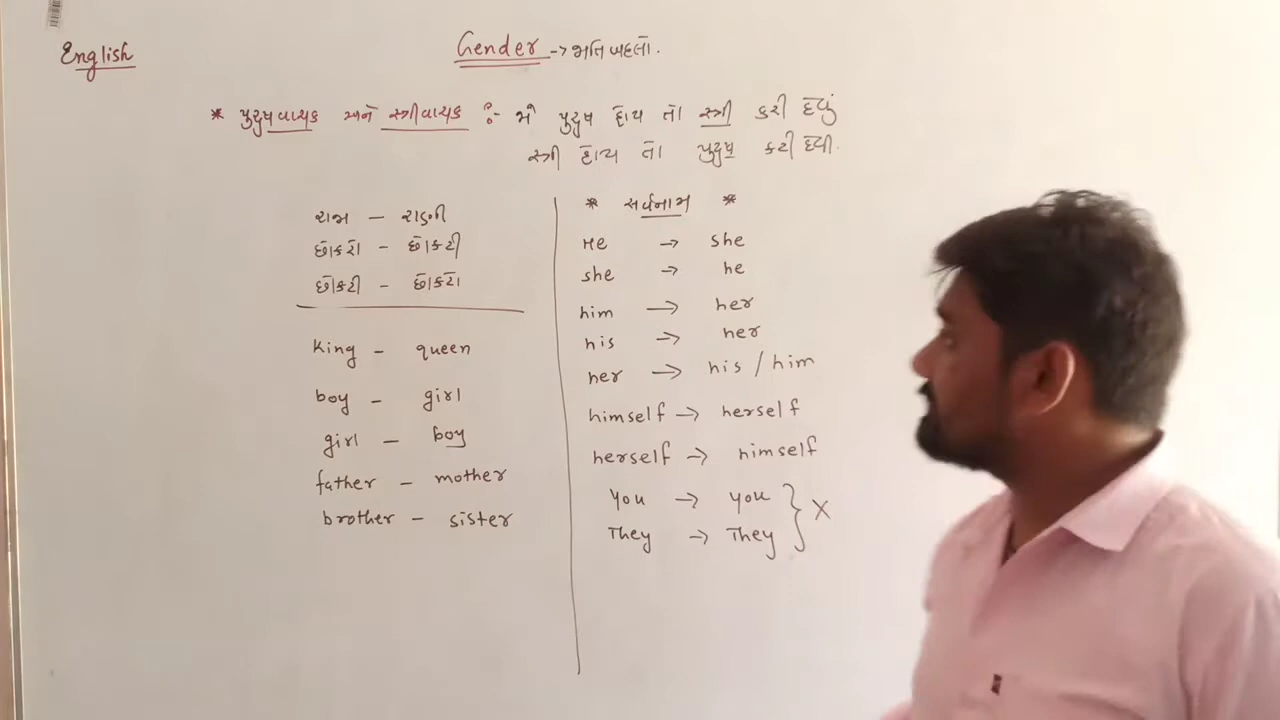 English
Gender -> જાતિ બદલો.
* પુરુષવાચક અને સ્ત્રીવાચક :- જો પુરુષ હોય તો સ્ત્રી કરી દેવું
સ્ત્રી હોય તો પુરુષ કરી દેવો.
રાજા - રાણી
છોકરો - છોકરી
છોકરી - છોકરો
King - queen
boy - girl
girl - boy
father - mother
brother - sister
* સર્વનામ *
He -> she
she -> he
him -> her
his -> her
her -> his / him
himself -> herself
herself -> himself
you -> you
They -> They } X